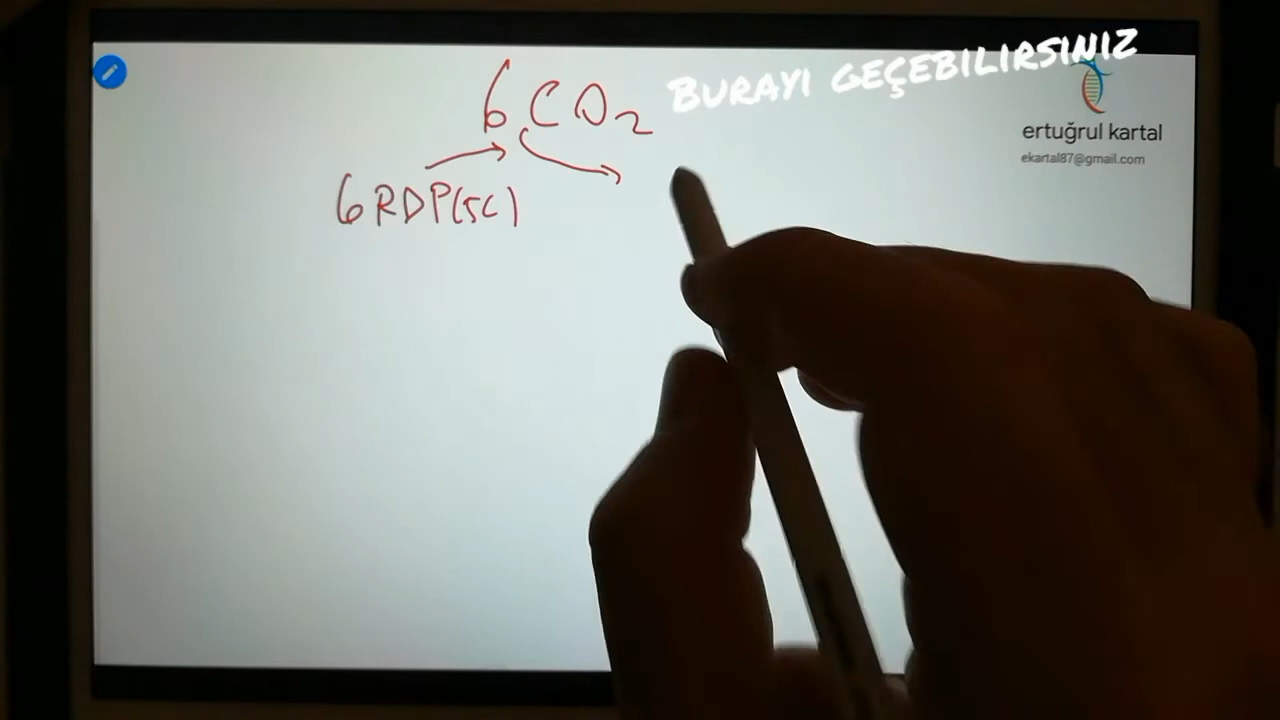 6CO2
BURAYI GEÇEBILIRSINIZ
ertuğrul kartal
ekartal87@gmail.com
6RDP(5C)